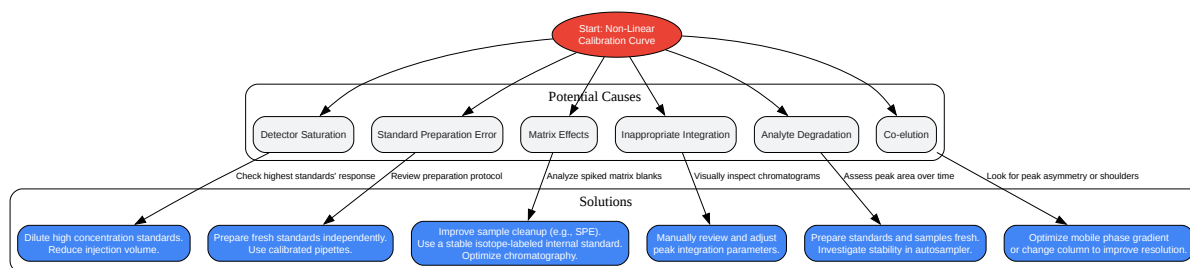 Start: Non-Linear
Calibration Curve
Potential Causes
Detector Saturation
Standard Preparation Error
Matrix Effects
Inappropriate Integration
Analyte Degradation
Co-elution
Check highest standards' response
Review preparation protocol
Analyze spiked matrix blanks
Visually inspect chromatograms
Assess peak area over time
Look for peak asymmetry or shoulders
Solutions
Dilute high concentration standards.
Reduce injection volume.
Prepare fresh standards independently.
Use calibrated pipettes.
Improve sample cleanup (e.g., SPE).
Use a stable isotope-labeled internal standard.
Optimize chromatography.
Manually review and adjust
peak integration parameters.
Prepare standards and samples fresh.
Investigate stability in autosampler.
Optimize mobile phase gradient
or change column to improve resolution.